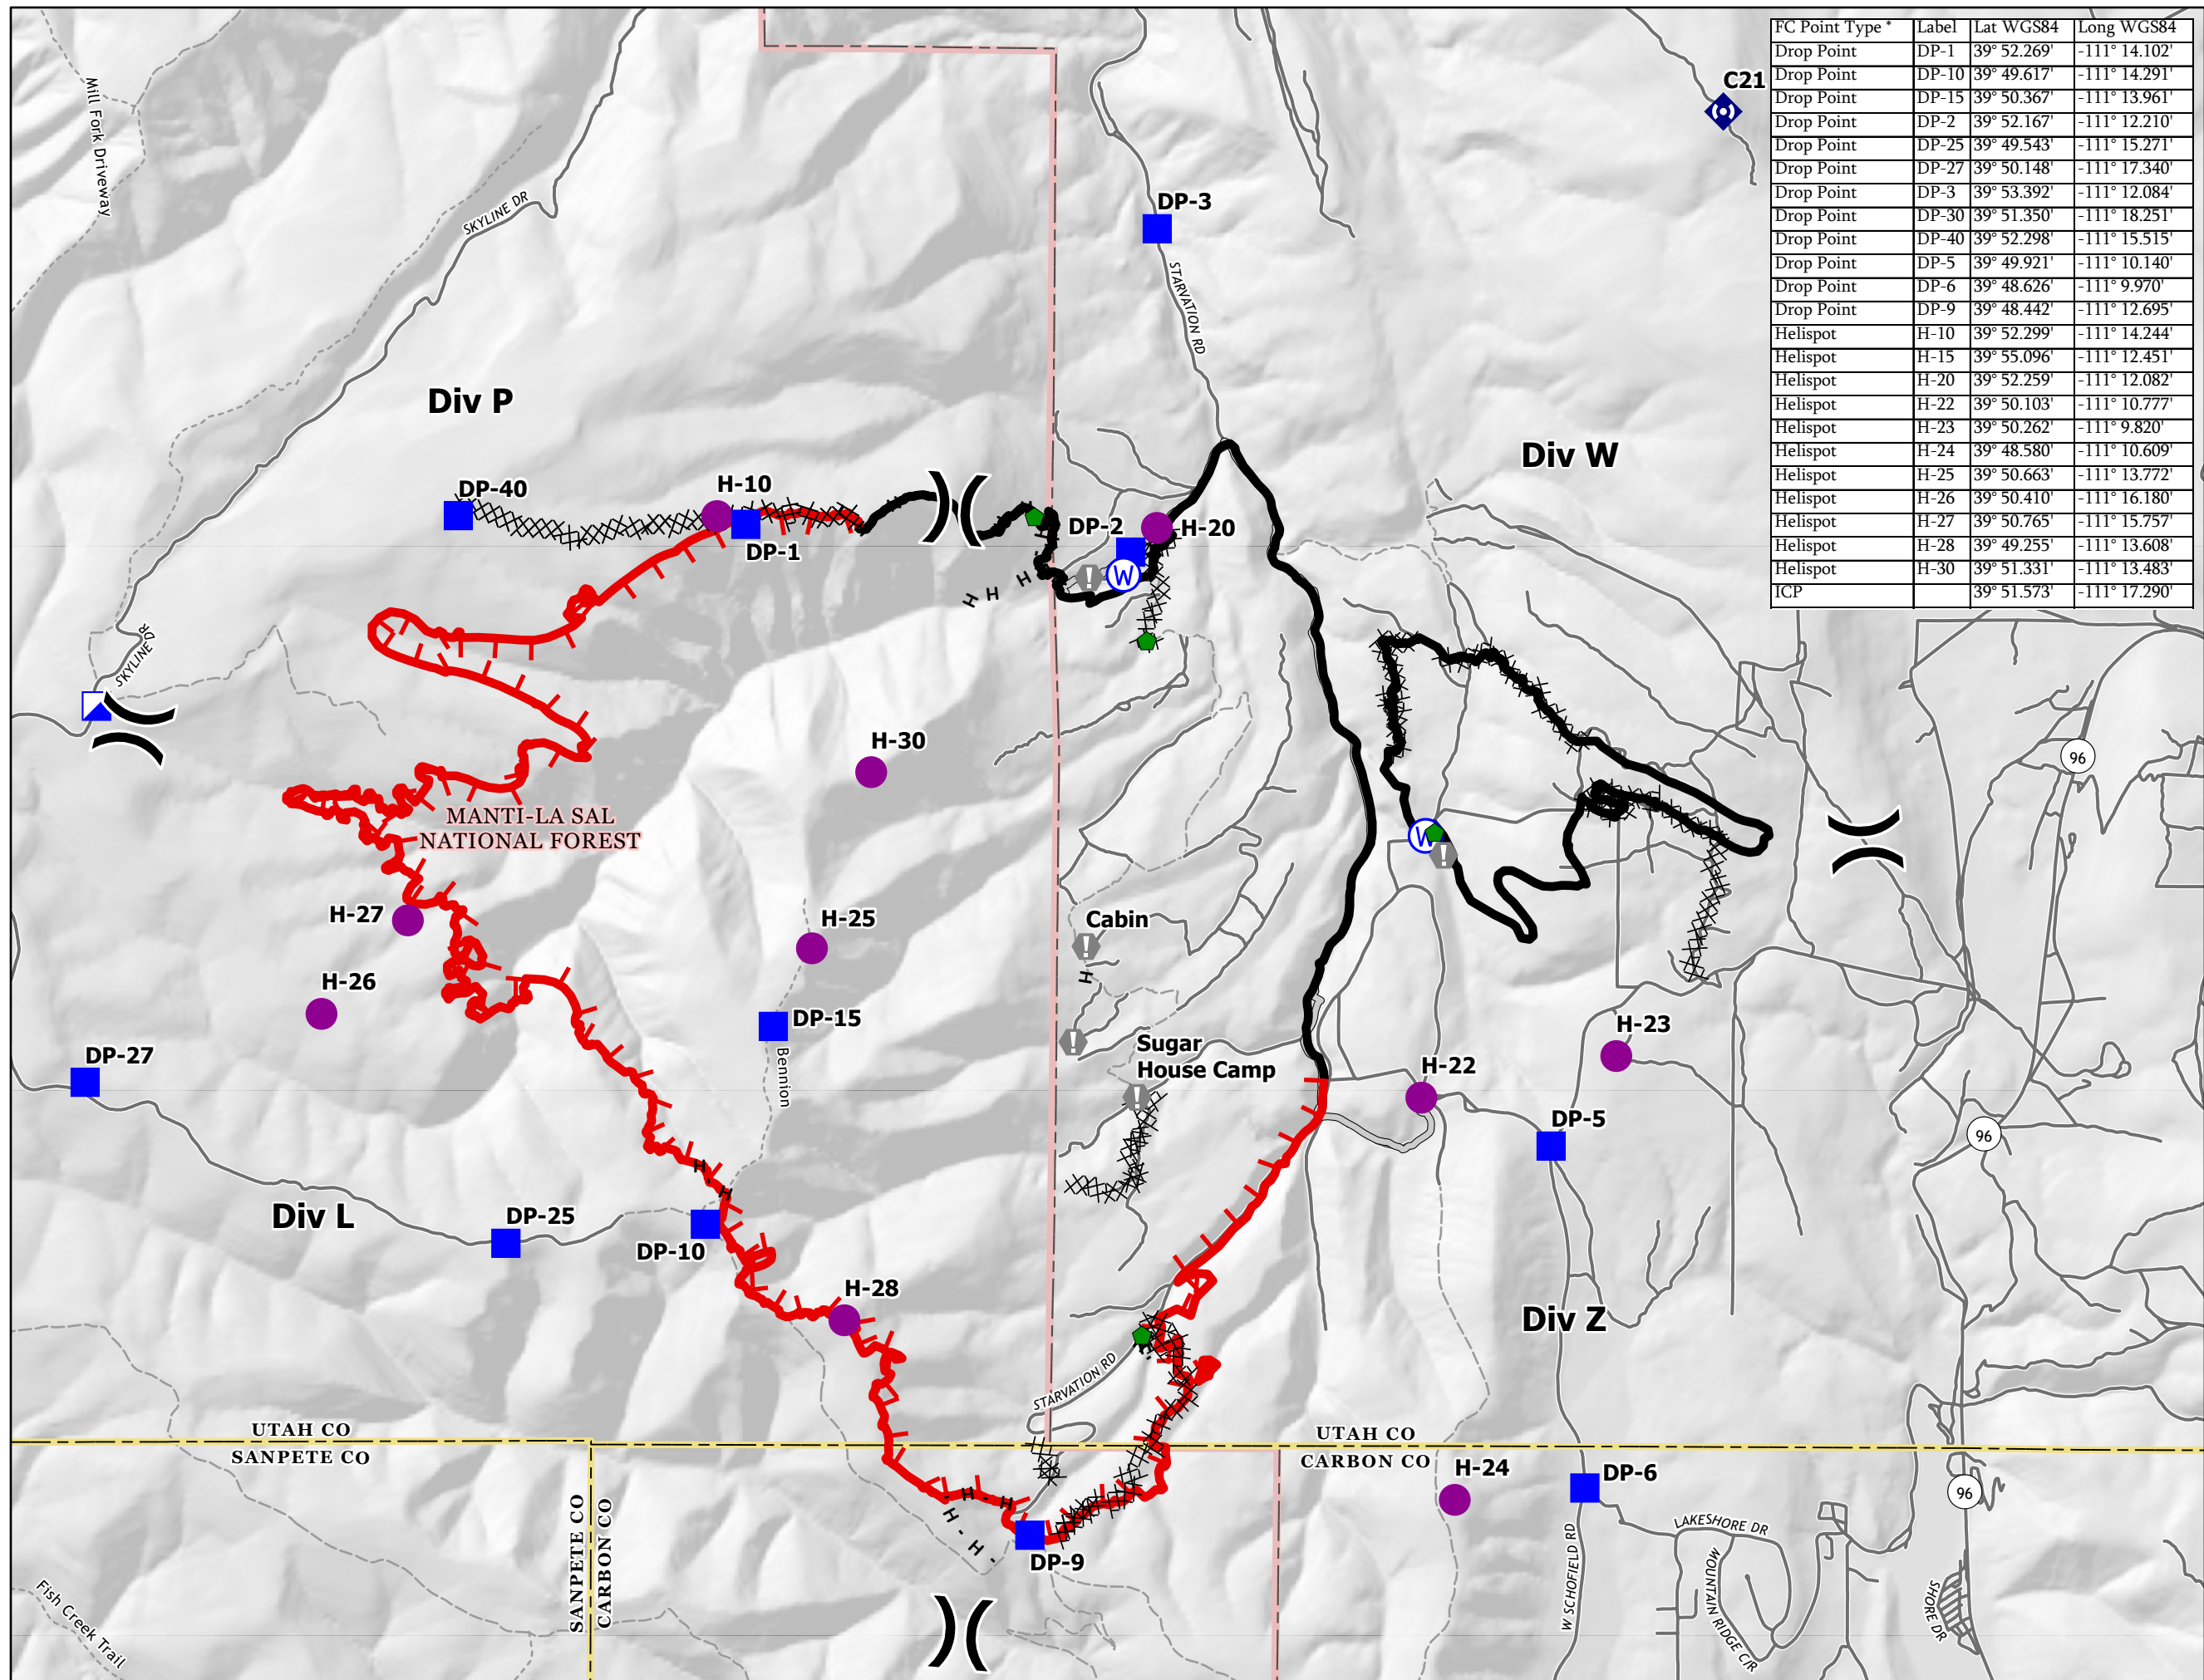 FC Point Type * Label Lat WGS84 Long WGS84
Drop Point DP-1 39° 52.269' -111° 14.102'
Drop Point DP-10 39° 49.617' -111° 14.291'
Drop Point DP-15 39° 50.367' -111° 13.961'
Drop Point DP-2 39° 52.167' -111° 12.210'
Drop Point DP-25 39° 49.543' -111° 15.271'
Drop Point DP-27 39° 50.148' -111° 17.340'
Drop Point DP-3 39° 53.392' -111° 12.084'
Drop Point DP-30 39° 51.350' -111° 18.251'
Drop Point DP-40 39° 52.298' -111° 15.515'
Drop Point DP-5 39° 49.921' -111° 10.140'
Drop Point DP-6 39° 48.626' -111° 9.970'
Drop Point DP-9 39° 48.442' -111° 12.695'
Helispot H-10 39° 52.299' -111° 14.244'
Helispot H-15 39° 55.096' -111° 12.451'
Helispot H-20 39° 52.259' -111° 12.082'
Helispot H-22 39° 50.103' -111° 10.777'
Helispot H-23 39° 50.262' -111° 9.820'
Helispot H-24 39° 48.580' -111° 10.609'
Helispot H-25 39° 50.663' -111° 13.772'
Helispot H-26 39° 50.410' -111° 16.180'
Helispot H-27 39° 50.765' -111° 15.757'
Helispot H-28 39° 49.255' -111° 13.608'
Helispot H-30 39° 51.331' -111° 13.483'
ICP 39° 51.573' -111° 17.290'
C21
Mill Fork Driveway
SKYLINE DR
DP-3
STARVATION RD
Div P
Div W
DP-40
H-10
DP-1
DP-2
H-20
W
H H H
H
SKYLINE DR
H-30
96
MANTI-LA SAL
NATIONAL FOREST
W
H-27
H-25
Cabin
H
H-26
DP-15
Bennion
Sugar
House Camp
H-23
DP-27
H-22
DP-5
96
H
H
Div L
DP-25
DP-10
H-28
Div Z
STARVATION RD
UTAH CO
SANPETE CO
UTAH CO
CARBON CO
H-24
DP-6
96
H - H
H - H -
DP-9
SANPETE CO
CARBON CO
W SCHOFIELD RD
LAKESHORE DR
MOUNTAIN RIDGE CIR
SHORE DR
Fish Creek Trail